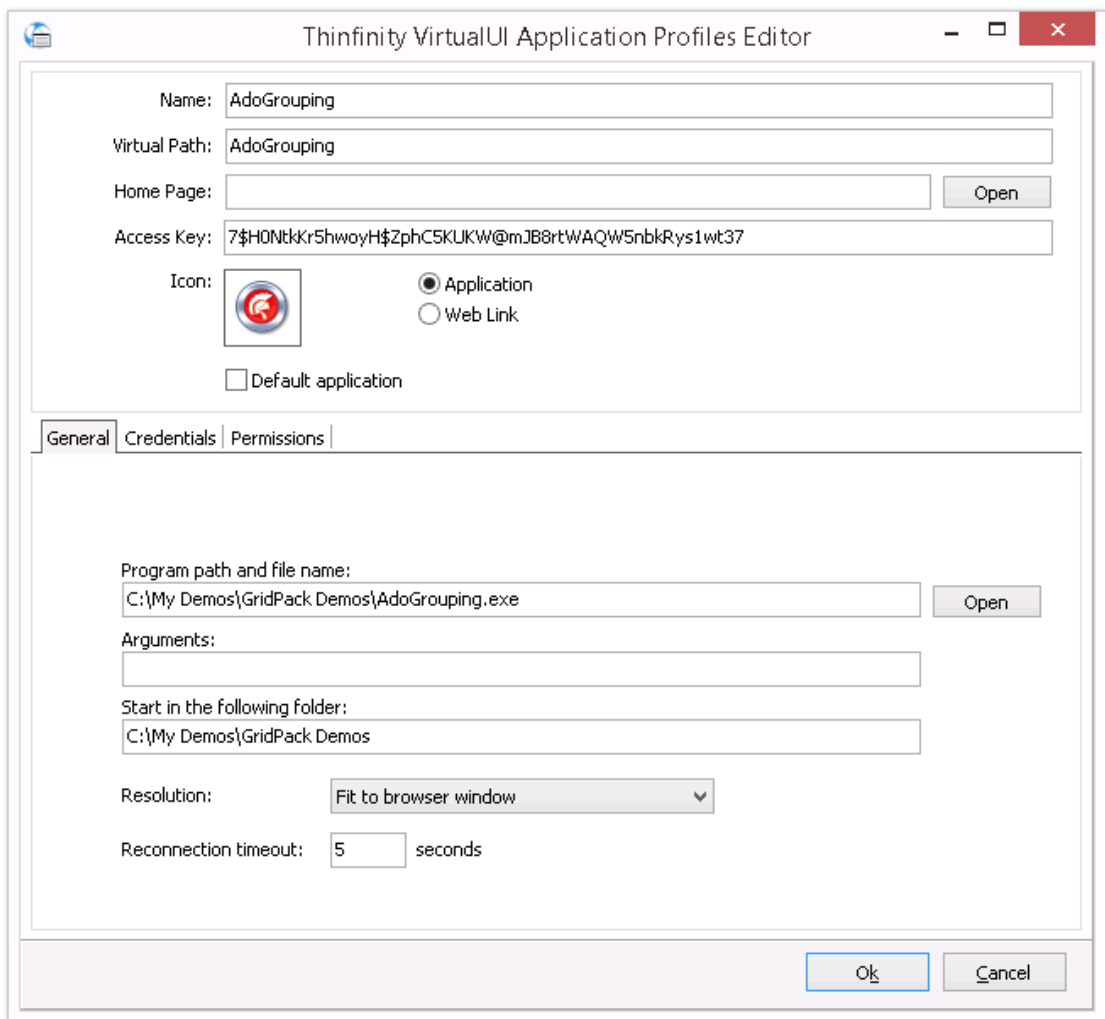 Thinfinity VirtualUI Application Profiles Editor
Name: AdoGrouping
Virtual Path: AdoGrouping
Home Page: Open
Access Key: 7$H0NtkKr5hwoyH$ZphC5KUKW@mJB8rtWAQW5nbkRys1wt37
Icon: Application
Web Link
Default application
General Credentials Permissions
Program path and file name:
C:\My Demos\GridPack Demos\AdoGrouping.exe Open
Arguments:
Start in the following folder:
C:\My Demos\GridPack Demos
Resolution: Fit to browser window
Reconnection timeout: 5 seconds
Ok Cancel